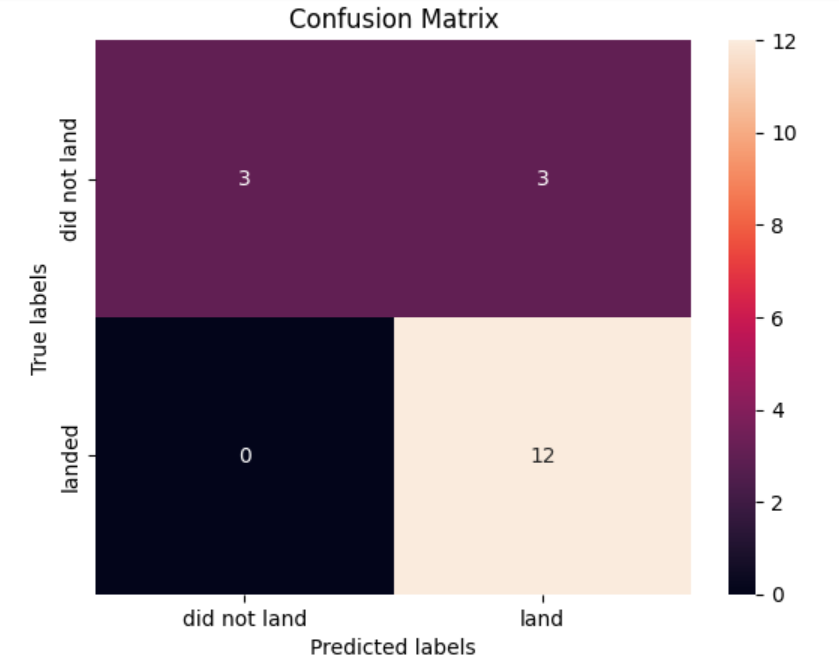 Confusion Matrix
True labels
did not land
landed
3 3
0 12
did not land land
Predicted labels
12
10
8
6
4
2
0